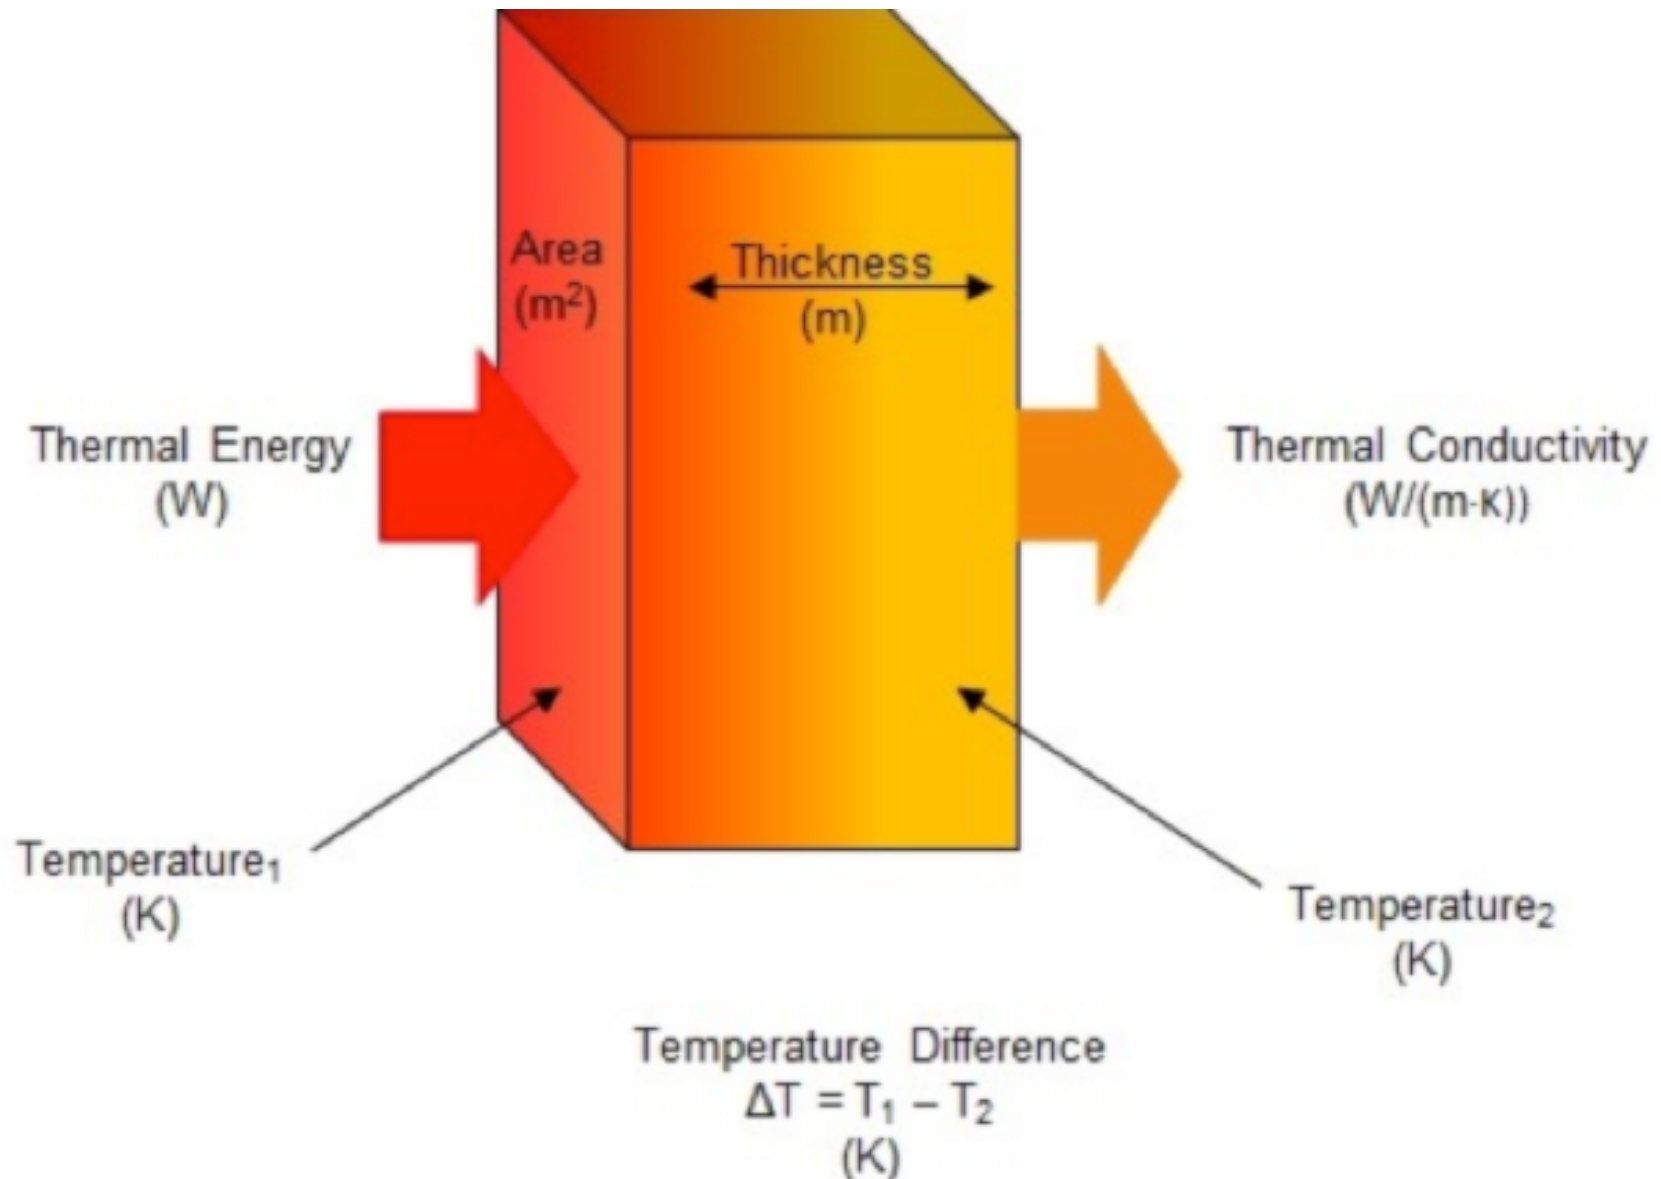 Area
(m²)
Thickness
(m)
Thermal Energy
(W)
Thermal Conductivity
(W/(m·K))
Temperature₁
(K)
Temperature₂
(K)
Temperature Difference
ΔT = T₁ – T₂
(K)